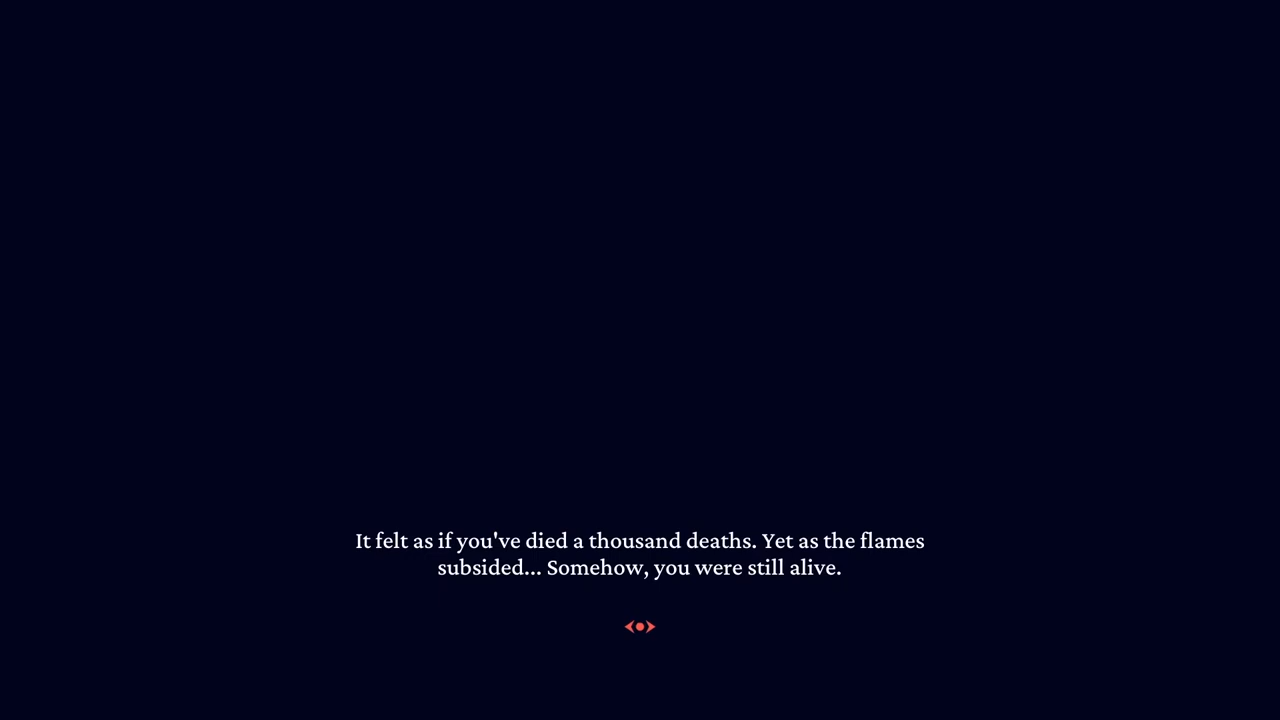 It felt as if you've died a thousand deaths. Yet as the flames
subsided... Somehow, you were still alive.